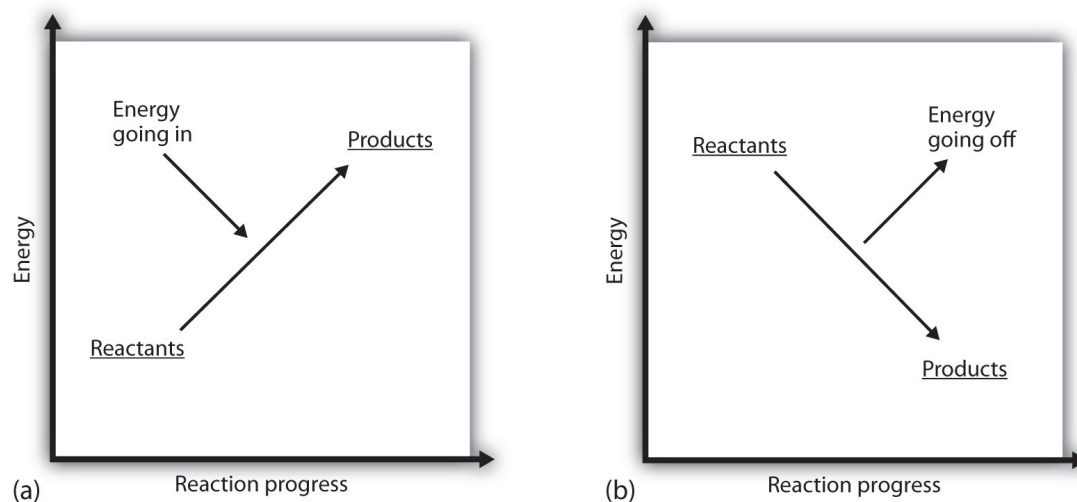 Energy
going in
Products
Energy
Reactants
Reaction progress
(a)
Energy
going off
Reactants
Energy
Products
Reaction progress
(b)